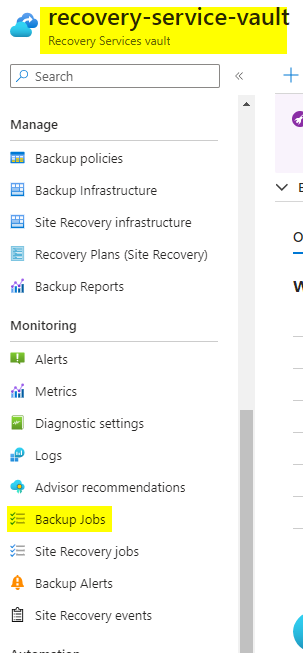 recovery-service-vault
Recovery Services vault
Search
«
Manage
Backup policies
Backup Infrastructure
Site Recovery infrastructure
Recovery Plans (Site Recovery)
Backup Reports
Monitoring
Alerts
Metrics
Diagnostic settings
Logs
Advisor recommendations
Backup Jobs
Site Recovery jobs
Backup Alerts
Site Recovery events